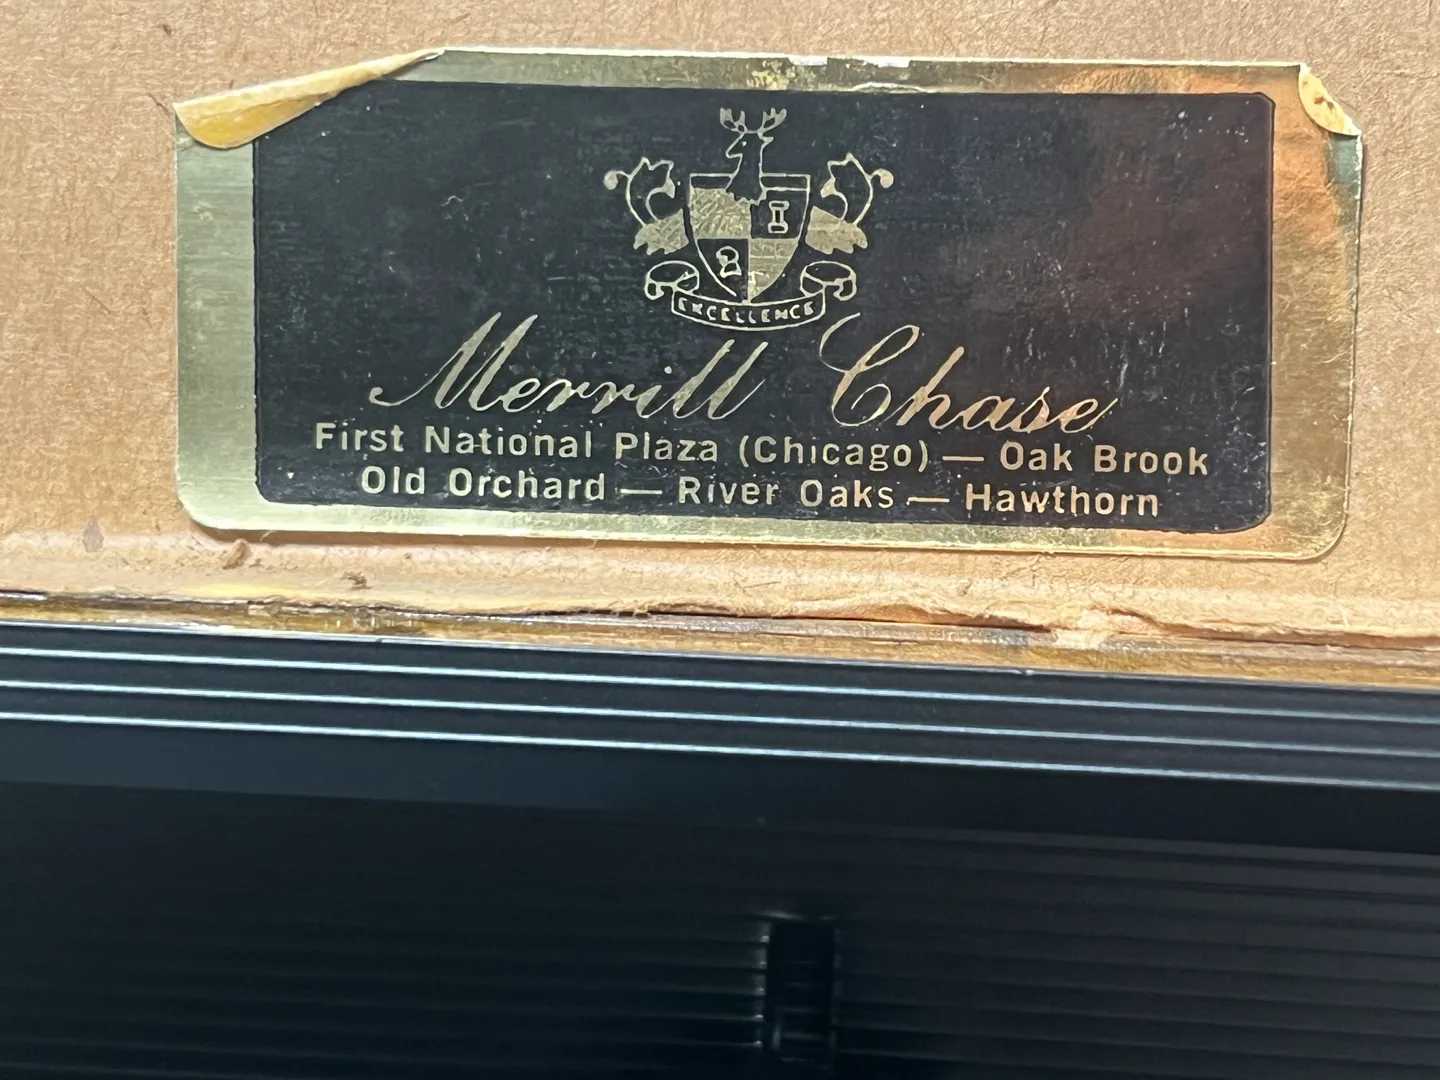 EXCELLENCE
Merrill Chase
First National Plaza (Chicago) — Oak Brook
Old Orchard — River Oaks — Hawthorn